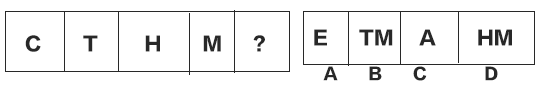 C T H M ? E TM A HM
A B C D